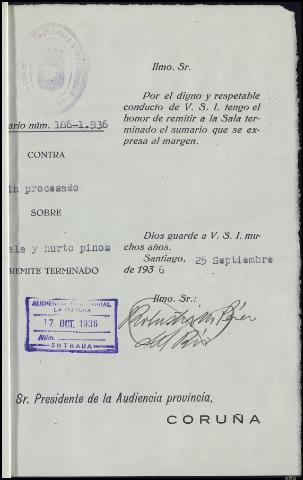 Ilmo. Sr.
Por el digno y respetable
conducto de V. S. I. tengo el
honor de remitir a la Sala ter-
minado el sumario que se ex-
presa al margen.
Dios guarde a V. S. I. mu-
chos años.
Santiago, 25 Septiembre
de 1936
Ilmo. Sr.:
ario núm. 166-1.936
CONTRA
in procesado
SOBRE
ala y hurto pinos
REMITE TERMINADO
AUDIENCIA TERRITORIAL
LA CORUÑA
17 OCT. 1936
Núm.
ENTRADA
Sr. Presidente de la Audiencia provincial,
CORUÑA